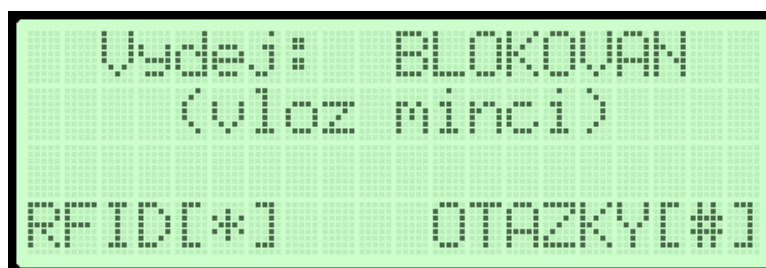 Vydej: BLOKOVAN
(vloz minci)
RFID[*] OTAZKY[#]